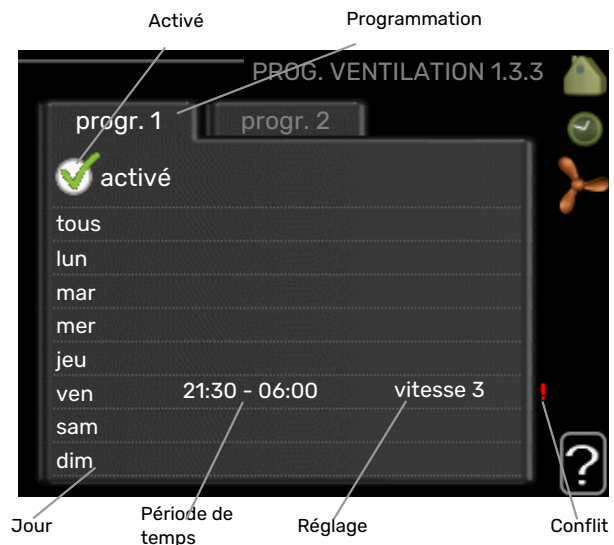 Activé
Programmation
PROG. VENTILATION 1.3.3
progr. 1
progr. 2
activé
tous
lun
mar
mer
jeu
ven 21:30 - 06:00 vitesse 3 !
sam
dim
?
Jour
Période de
temps
Réglage
Conflit